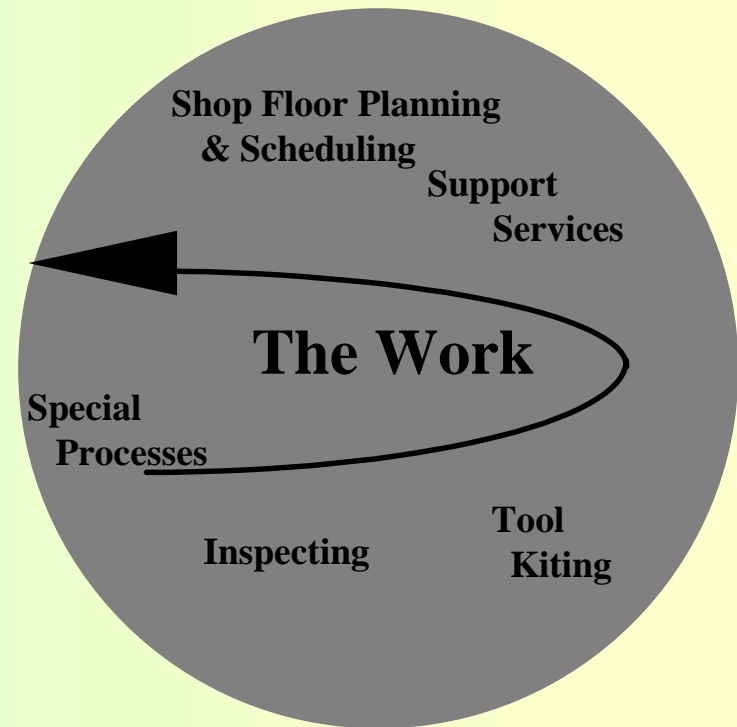 Shop Floor Planning
& Scheduling
Support
Services
The Work
Special
Processes
Inspecting
Tool
Kiting